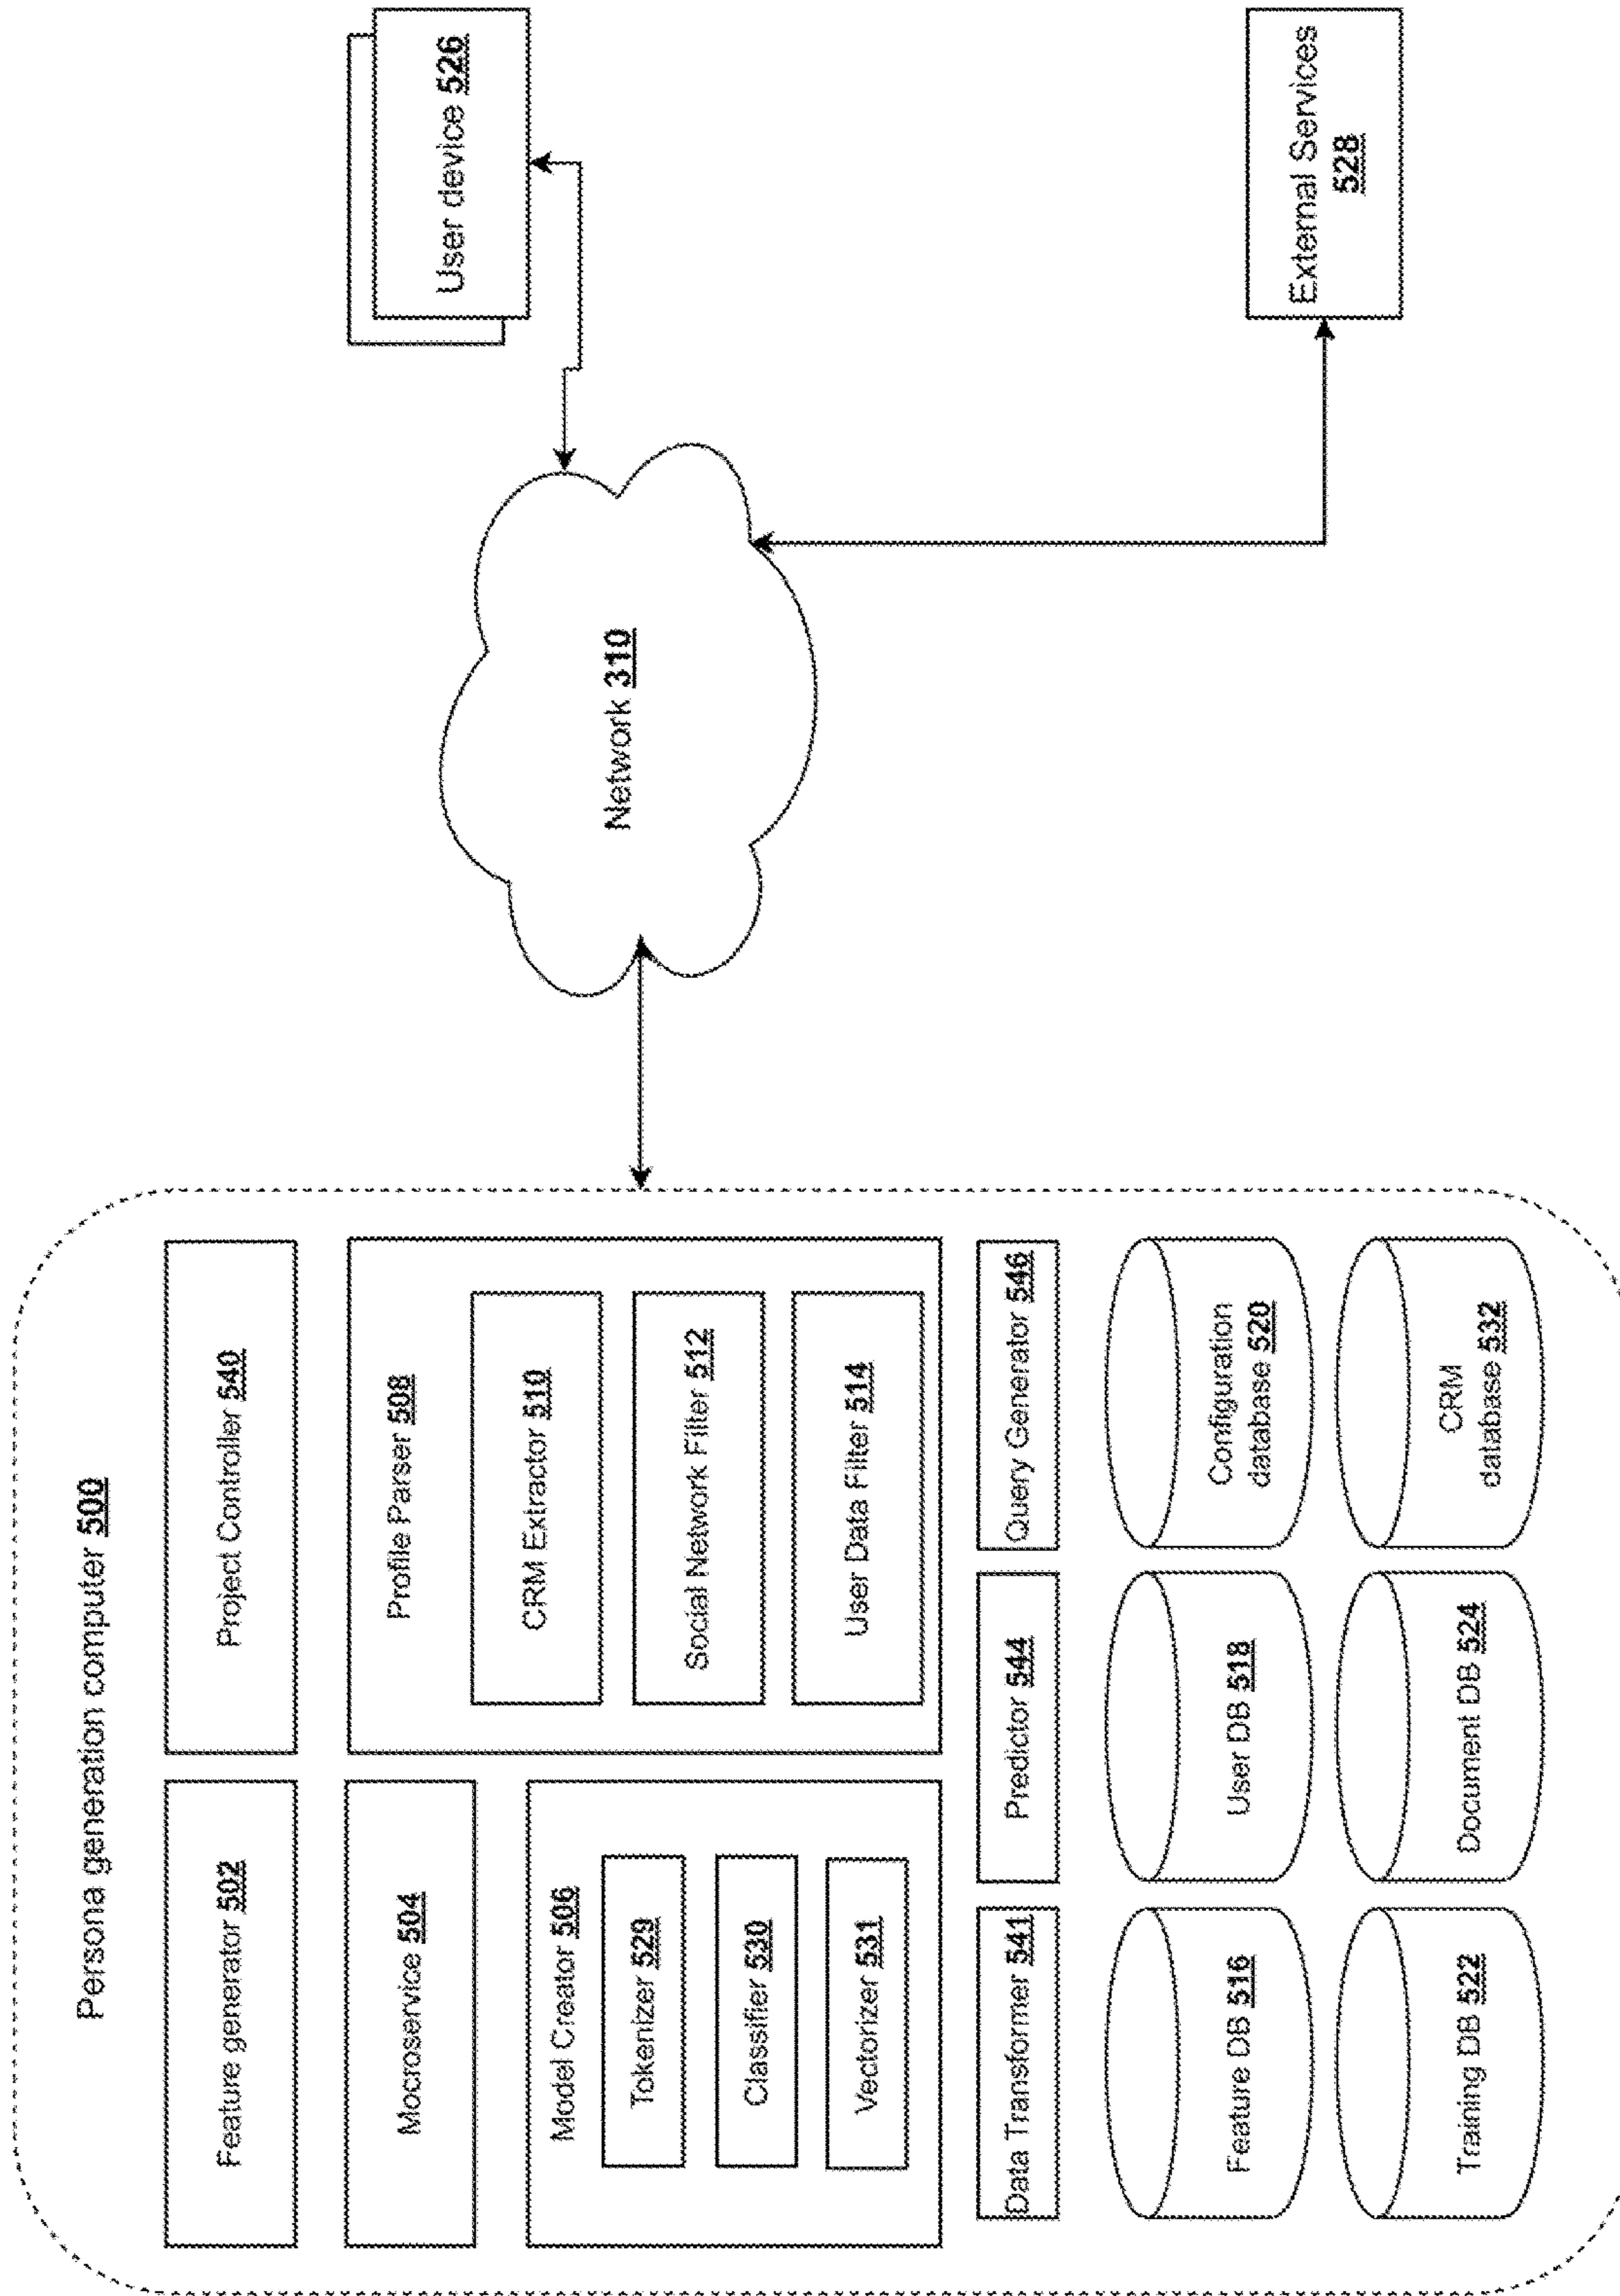 Persona generation computer 500
Feature generator 502
Project Controller 540
Mocroservice 504
Profile Parser 508
CRM Extractor 510
Social Network Filter 512
User Data Filter 514
Model Creator 506
Tokenizer 529
Classifier 530
Vectorizer 531
Data Transformer 541
Predictor 544
Query Generator 546
Feature DB 516
User DB 518
Configuration
database 520
Training DB 522
Document DB 524
CRM
database 532
Network 310
User device 526
External Services
528